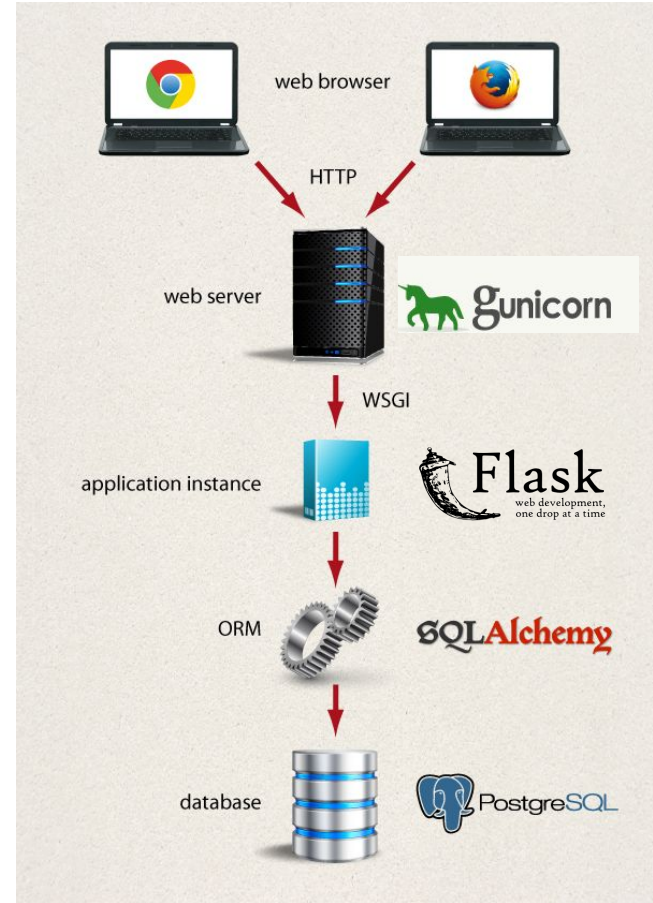 web browser
HTTP
web server
gunicorn
WSGI
application instance
Flask
web development,
one drop at a time
ORM
SQLAlchemy
database
PostgreSQL